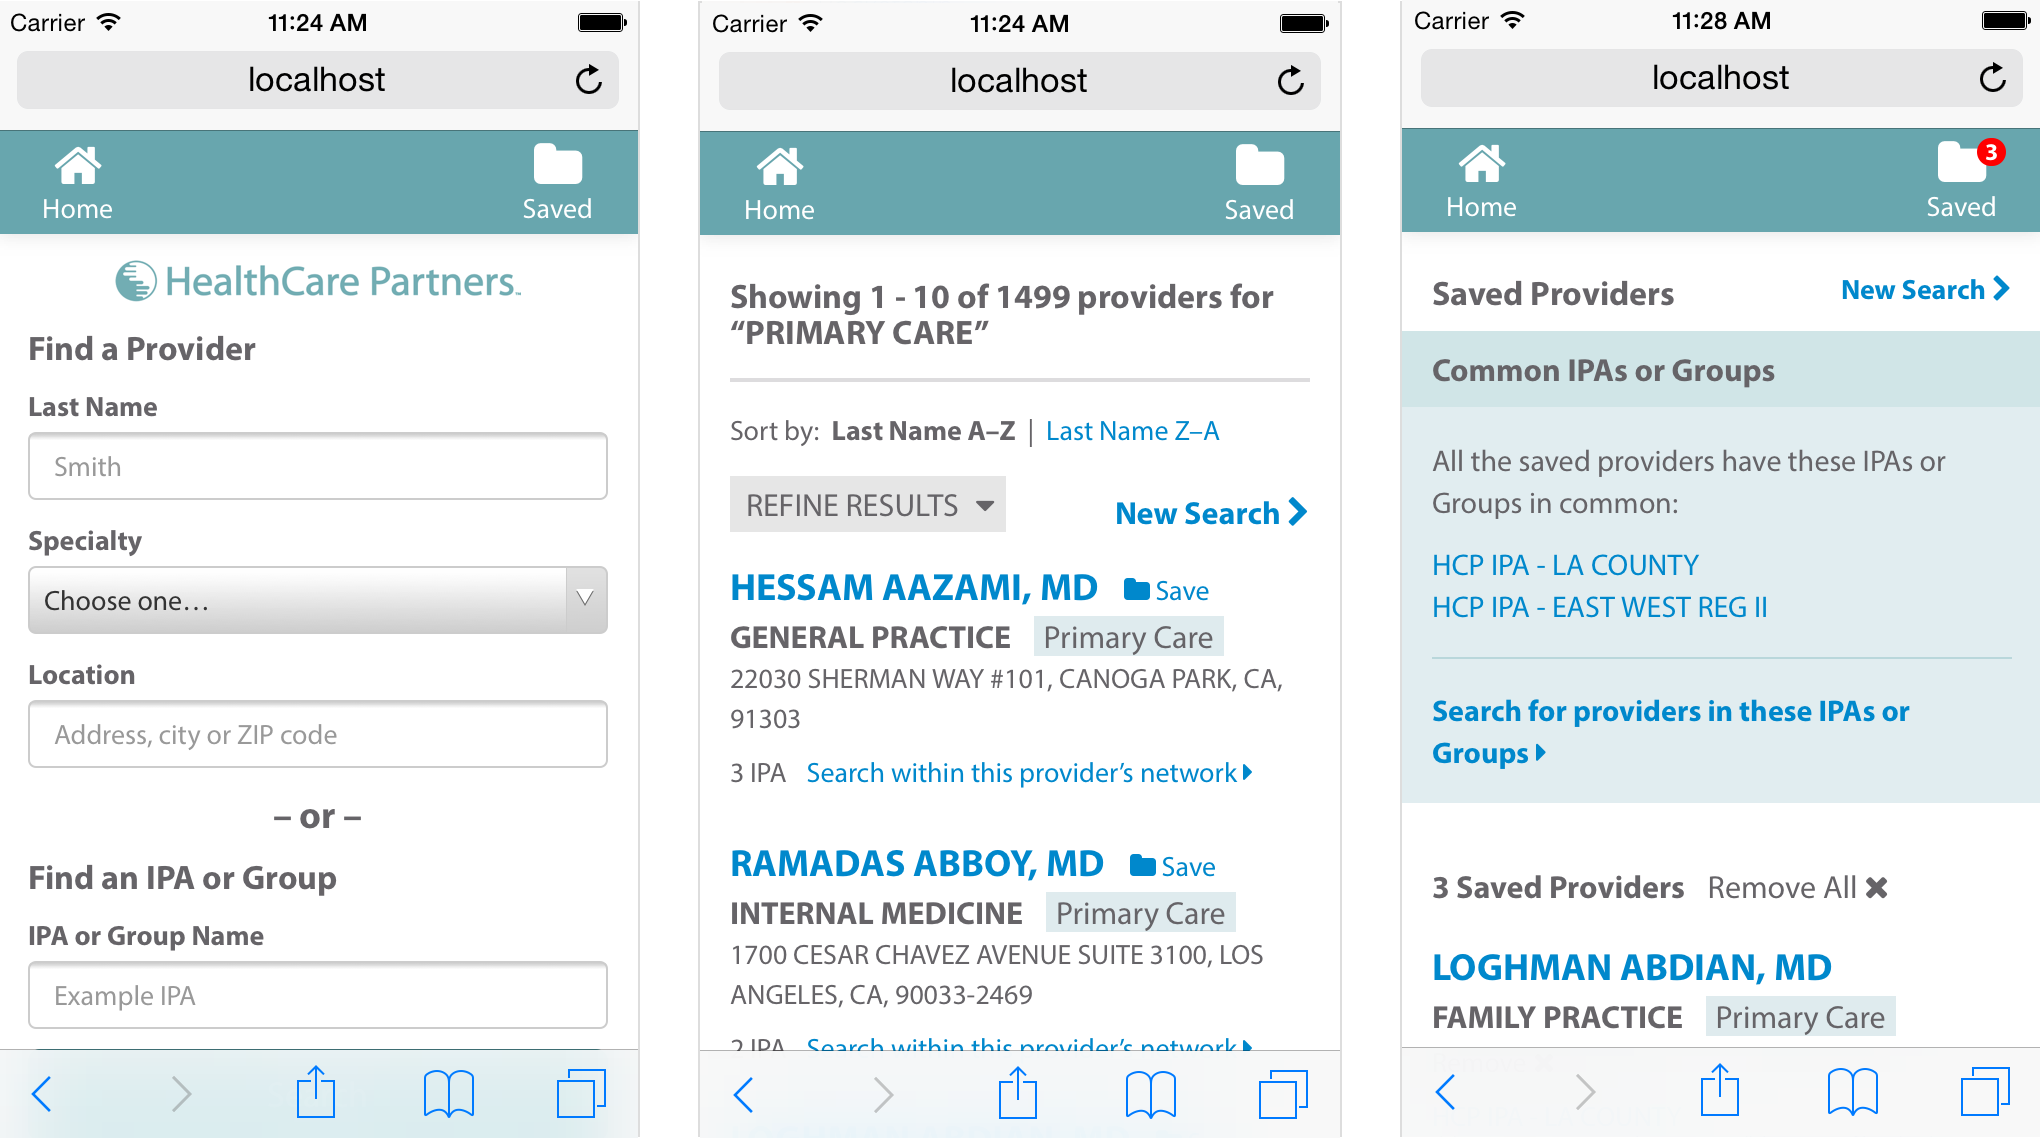 Carrier 11:24 AM
localhost
Home Saved
HealthCare Partners™
Find a Provider
Last Name
Smith
Specialty
Choose one…
Location
Address, city or ZIP code
– or –
Find an IPA or Group
IPA or Group Name
Example IPA
Carrier 11:24 AM
localhost
Home Saved
Showing 1 - 10 of 1499 providers for
“PRIMARY CARE”
Sort by: Last Name A–Z | Last Name Z–A
REFINE RESULTS New Search
HESSAM AAZAMI, MD Save
GENERAL PRACTICE Primary Care
22030 SHERMAN WAY #101, CANOGA PARK, CA,
91303
3 IPA Search within this provider’s network
RAMADAS ABBOY, MD Save
INTERNAL MEDICINE Primary Care
1700 CESAR CHAVEZ AVENUE SUITE 3100, LOS
ANGELES, CA, 90033-2469
2 IPA Search within this provider’s network
Carrier 11:28 AM
localhost
Home Saved 3
Saved Providers New Search
Common IPAs or Groups
All the saved providers have these IPAs or
Groups in common:
HCP IPA - LA COUNTY
HCP IPA - EAST WEST REG II
Search for providers in these IPAs or
Groups
3 Saved Providers Remove All
LOGHMAN ABDIAN, MD
FAMILY PRACTICE Primary Care